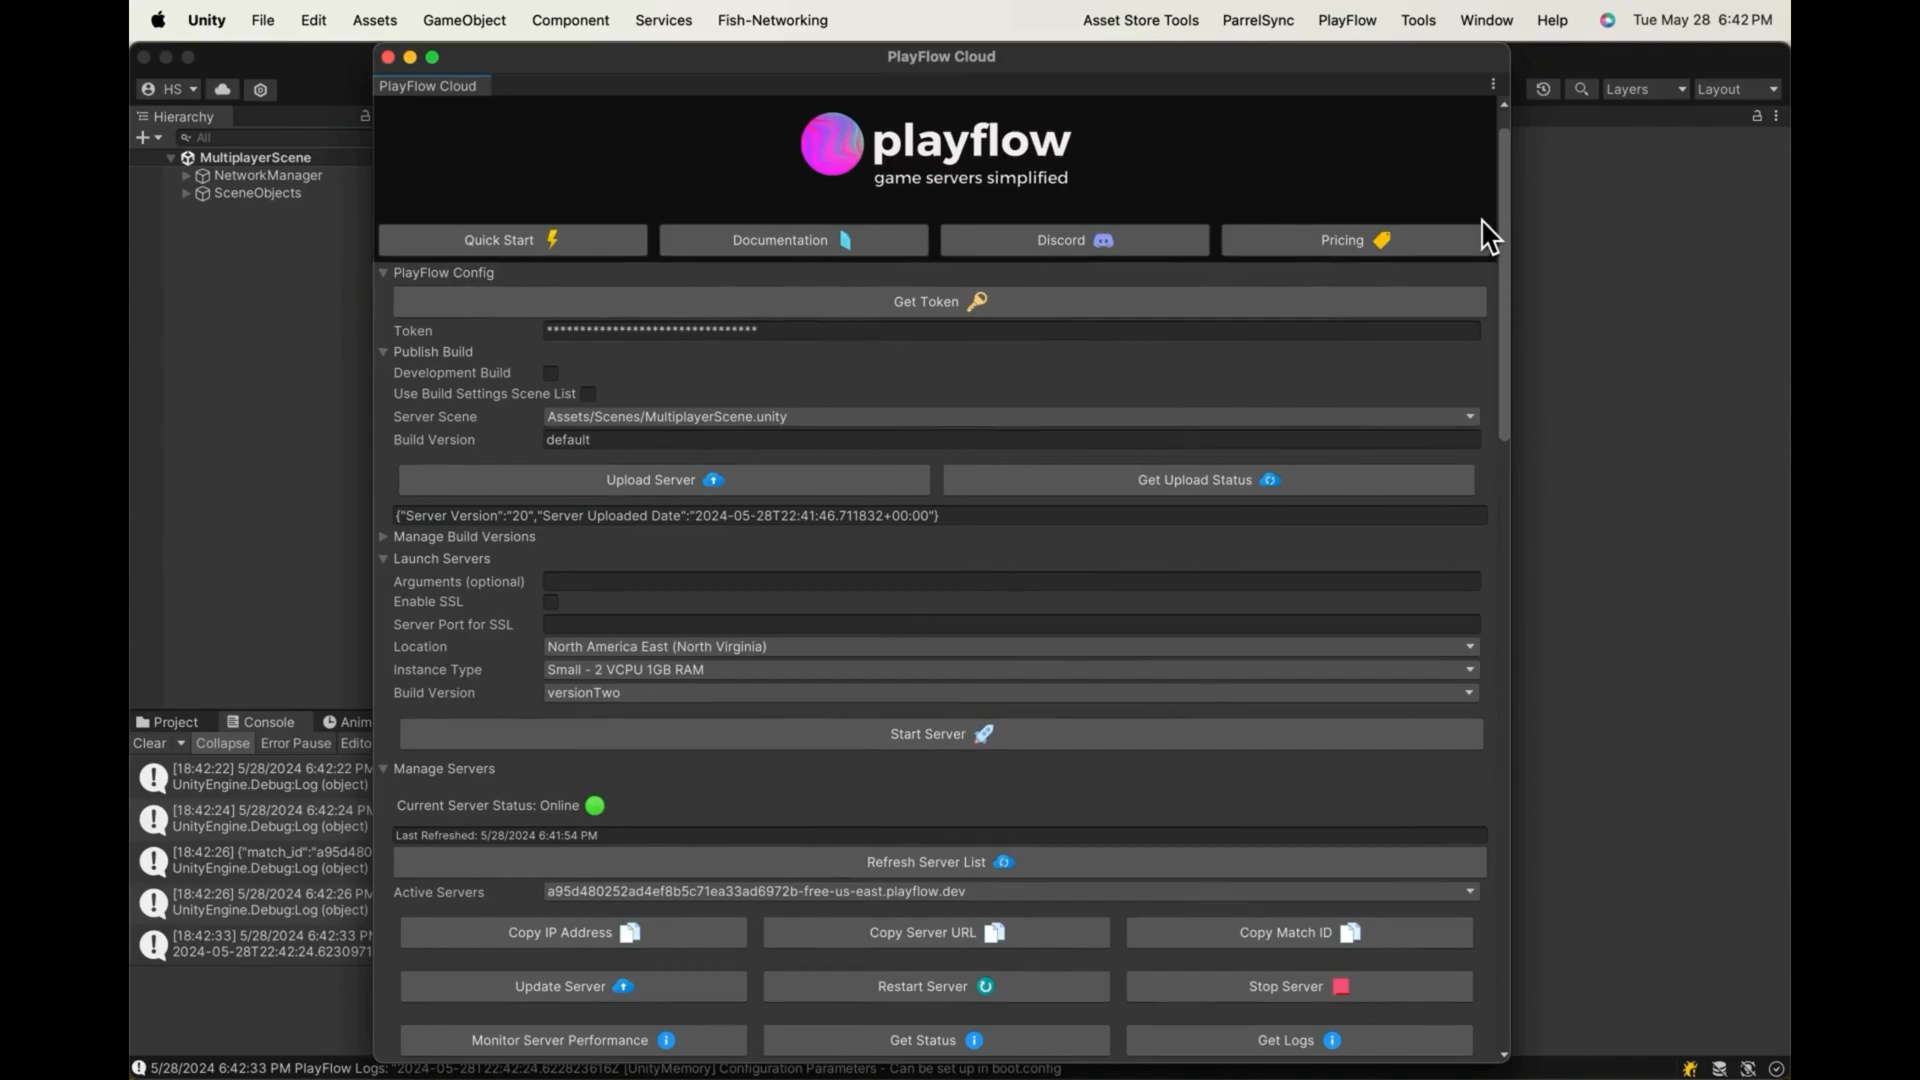 Unity File Edit Assets GameObject Component Services Fish-Networking Asset Store Tools ParrelSync PlayFlow Tools Window Help Tue May 28 6:42 PM
PlayFlow Cloud
HS
Layers
Layout
PlayFlow Cloud
Hierarchy
All
MultiplayerScene
NetworkManager
SceneObjects
playflow
game servers simplified
Quick Start
Documentation
Discord
Pricing
PlayFlow Config
Get Token
Token *******************************
Publish Build
Development Build
Use Build Settings Scene List
Server Scene Assets/Scenes/MultiplayerScene.unity
Build Version default
Upload Server
Get Upload Status
{"Server Version":"20","Server Uploaded Date":"2024-05-28T22:41:46.711832+00:00"}
Manage Build Versions
Launch Servers
Arguments (optional)
Enable SSL
Server Port for SSL
Location North America East (North Virginia)
Instance Type Small - 2 VCPU 1GB RAM
Build Version versionTwo
Start Server
Manage Servers
Current Server Status: Online
Last Refreshed: 5/28/2024 6:41:54 PM
Refresh Server List
Active Servers a95d480252ad4ef8b5c71ea33ad6972b-free-us-east.playflow.dev
Copy IP Address
Copy Server URL
Copy Match ID
Update Server
Restart Server
Stop Server
Monitor Server Performance
Get Status
Get Logs
Project
Console
Anim
Clear
Collapse
Error Pause
Edito
[18:42:22] 5/28/2024 6:42:22 PM
UnityEngine.Debug:Log (object)
[18:42:24] 5/28/2024 6:42:24 PM
UnityEngine.Debug:Log (object)
[18:42:26] {"match_id":"a95d480
UnityEngine.Debug:Log (object)
[18:42:26] 5/28/2024 6:42:26 PM
UnityEngine.Debug:Log (object)
[18:42:33] 5/28/2024 6:42:33 PM
2024-05-28T22:42:24.6230971
5/28/2024 6:42:33 PM PlayFlow Logs: "2024-05-28T22:42:24.622823616Z [UnityMemory] Configuration Parameters - Can be set up in boot.config